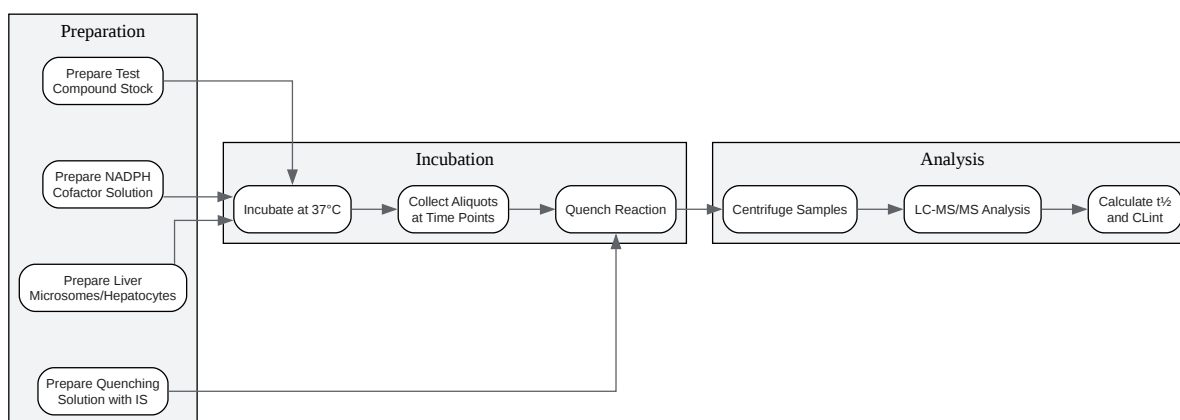 Preparation
Prepare Test
Compound Stock
Prepare NADPH
Cofactor Solution
Prepare Liver
Microsomes/Hepatocytes
Prepare Quenching
Solution with IS
Incubation
Incubate at 37°C
Collect Aliquots
at Time Points
Quench Reaction
Analysis
Centrifuge Samples
LC-MS/MS Analysis
Calculate t½
and CLint